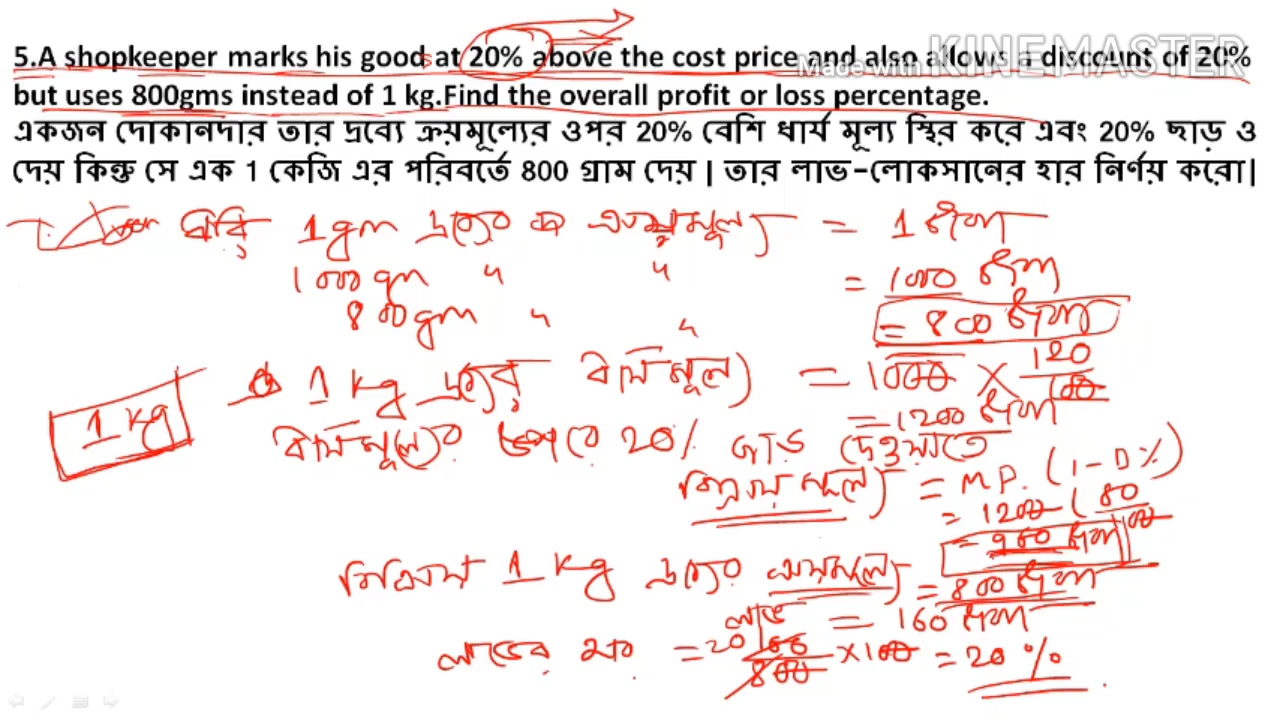 5.A shopkeeper marks his goods at 20% above the cost price and also allows a discount of 20%
Made with KINEMASTER
but uses 800gms instead of 1 kg.Find the overall profit or loss percentage.
একজন দোকানদার তার দ্রব্যে ক্রয়মূল্যের ওপর 20% বেশি ধার্য মূল্য স্থির করে এবং 20% ছাড় ও
দেয় কিন্তু সে এক 1 কেজি এর পরিবর্তে 800 গ্রাম দেয় | তার লাভ-লোকসানের হার নির্ণয় করো|
ধরি 1gm দ্রব্যের ক্রয়মূল্য = 1 টাকা
1000 gm " " = 1000 টাকা
800 gm " " = 800 টাকা
1 kg দ্রব্যের ধার্যমূল্য = 1000 × 120/100
1 kg
= 1200 টাকা
ধার্যমূল্যের উপরে 20% ছাড় দেওয়াতে
বিক্রয়মূল্য = M.P. (1-D%)
= 1200 (80/100
= 960 টাকা
1 kg দ্রব্যের ক্রয়মূল্য = 800 টাকা
লাভ = 160 টাকা
লাভের হার = 20 160/800 ×100 = 20%